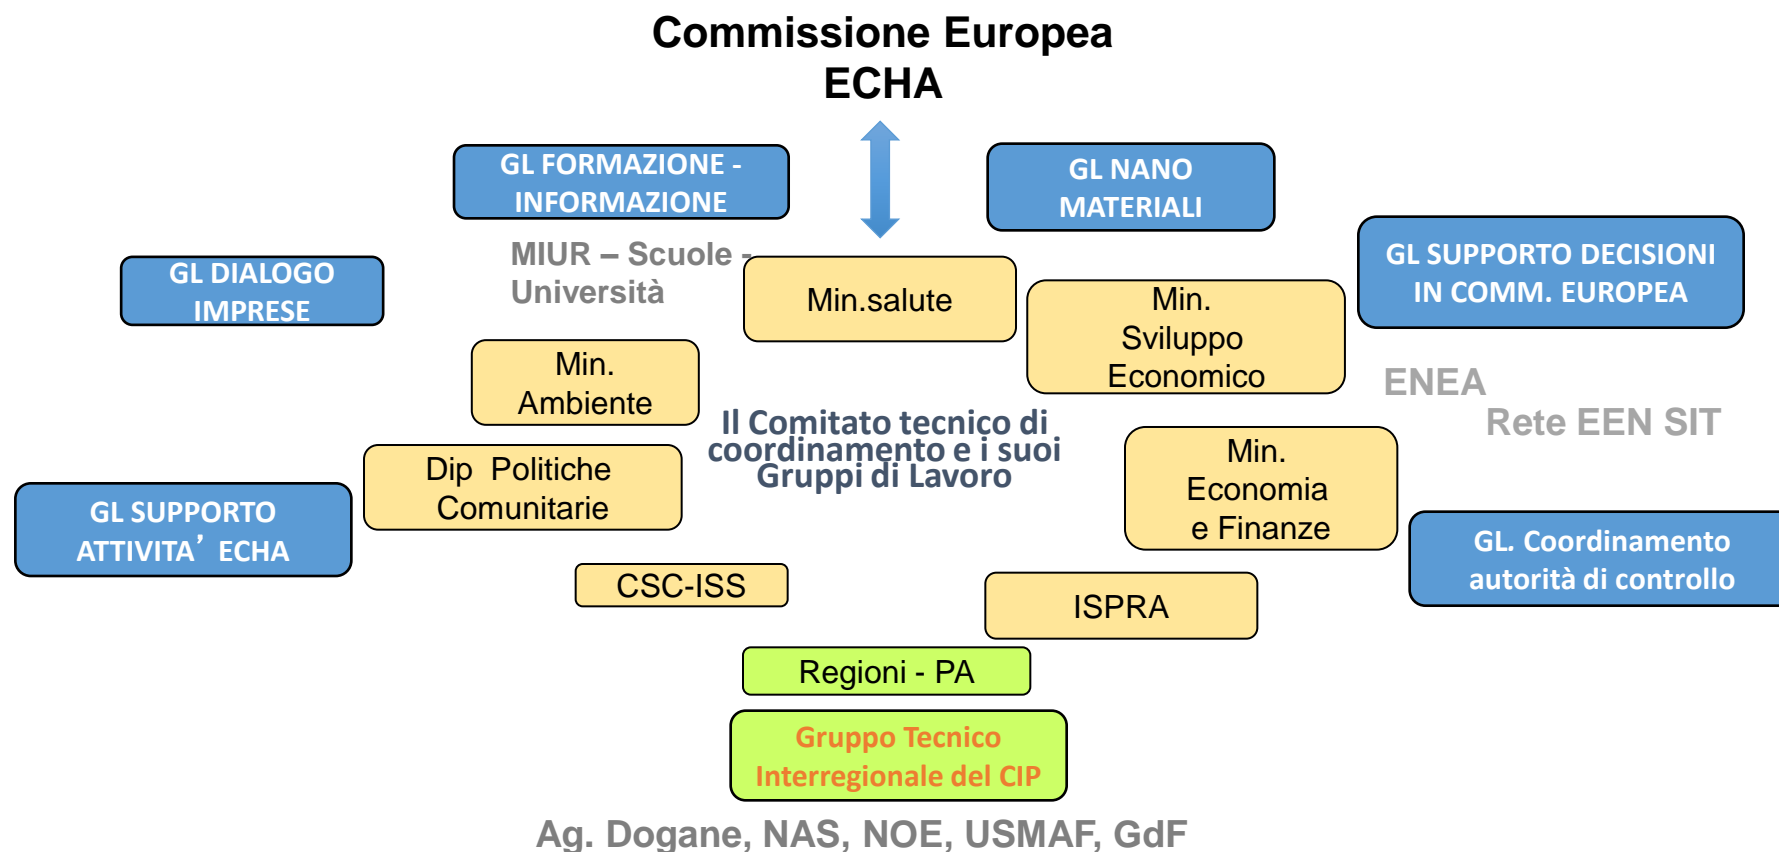 Commissione Europea
ECHA
GL FORMAZIONE -
INFORMAZIONE
GL NANO
MATERIALI
MIUR – Scuole -
Università
GL DIALOGO
IMPRESE
Min.salute
Min.
Sviluppo
Economico
GL SUPPORTO DECISIONI
IN COMM. EUROPEA
Min.
Ambiente
ENEA
Rete EEN SIT
Il Comitato tecnico di
coordinamento e i suoi
Gruppi di Lavoro
Dip Politiche
Comunitarie
Min.
Economia
e Finanze
GL SUPPORTO
ATTIVITA’ ECHA
GL. Coordinamento
autorità di controllo
CSC-ISS
ISPRA
Regioni - PA
Gruppo Tecnico
Interregionale del CIP
Ag. Dogane, NAS, NOE, USMAF, GdF